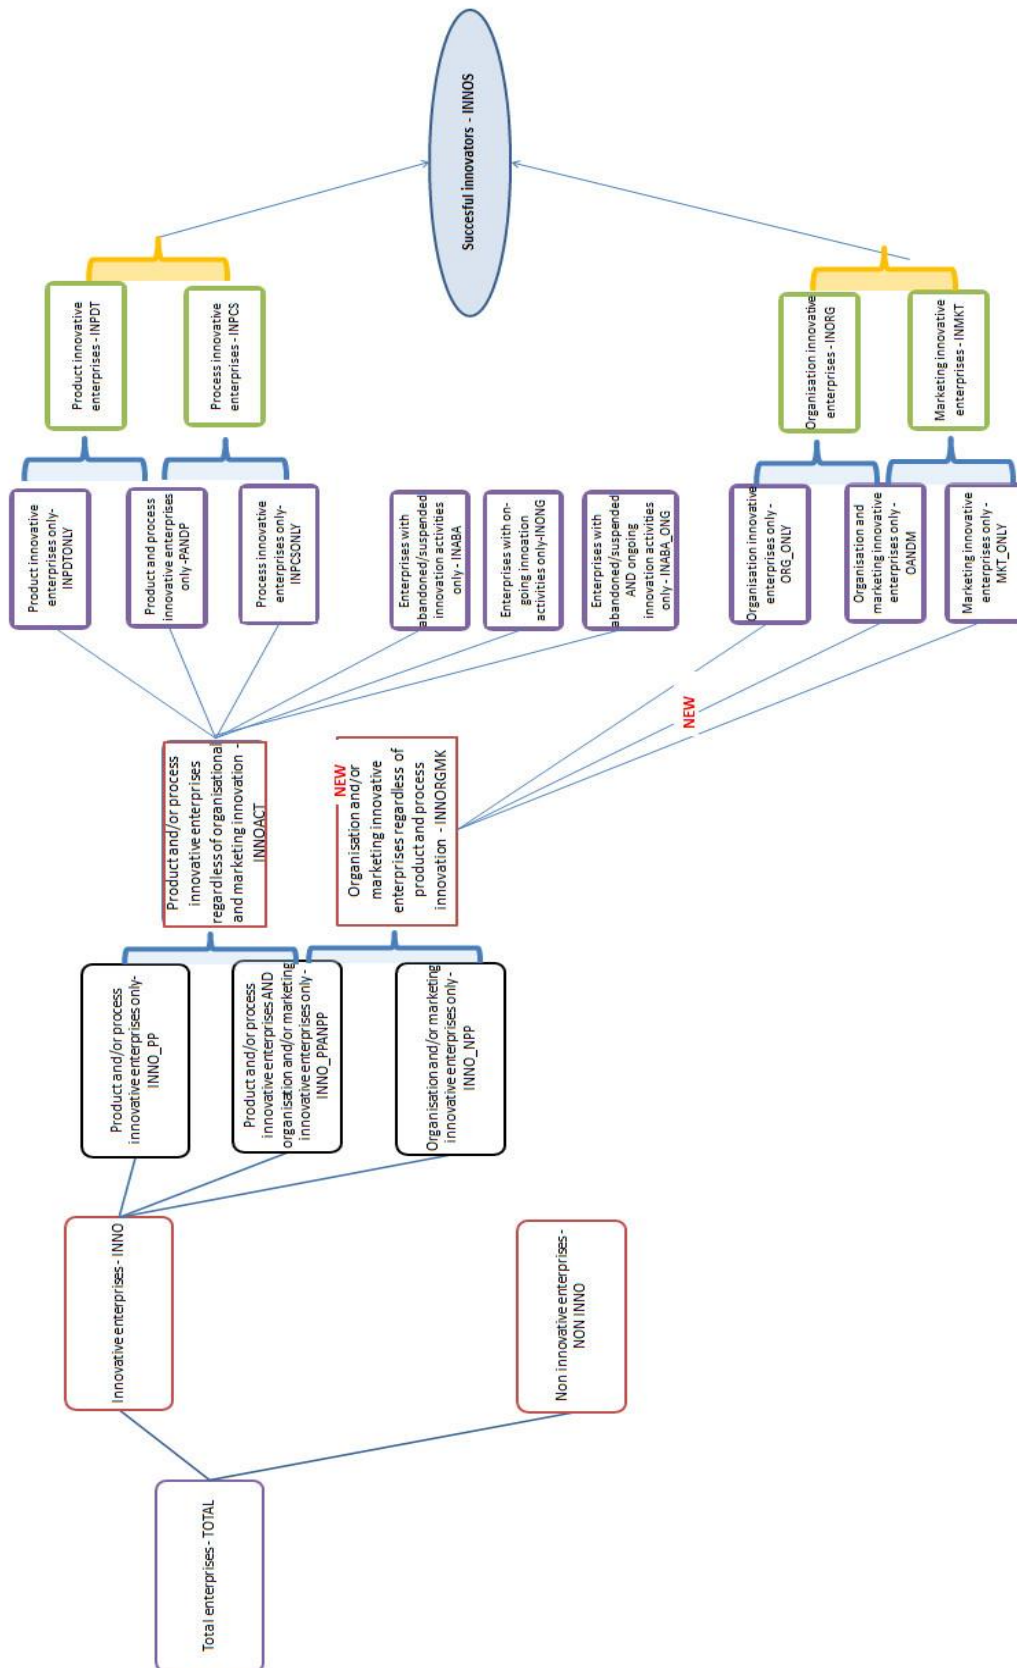 Total enterprises - TOTAL
Innovative enterprises - INNO
Non innovative enterprises -
NON INNO
Product and/or process
innovative enterprises only-
INNO_PP
Product and/or process
innovative enterprises AND
organisation and/or marketing
innovative enterprises only -
INNO_PPANPP
Organisation and/or marketing
innovative enterprises only -
INNO_NPP
Product and/or process
innovative enterprises
regardless of organisational
and marketing innovation -
INNOACT
NEW
Organisation and/or
marketing innovative
enterprises regardless of
product and process
innovation - INNORGMK
NEW
Product innovative
enterprises only-
INPDTONLY
Product and process
innovative enterprises
only -PANDP
Process innovative
enterprises only-
INPCSONLY
Enterprises with
abandoned/suspended
innovation activities
only - INABA
Enterprises with on-
going innoation
activities only-INONG
Enterprises with
abandoned/suspended
AND ongoing
innovation activities
only - INABA_ONG
Organisation innovative
enterprises only -
ORG_ONLY
Organisation and
marketing innovative
enterprises only -
OANDM
Marketing innovative
enterprises only -
MKT_ONLY
Product innovative
enterprises - INPDT
Process innovative
enterprises - INPCS
Organisation innovative
enterprises - INORG
Marketing innovative
enterprises - INMKT
Succesful innovators - INNOS